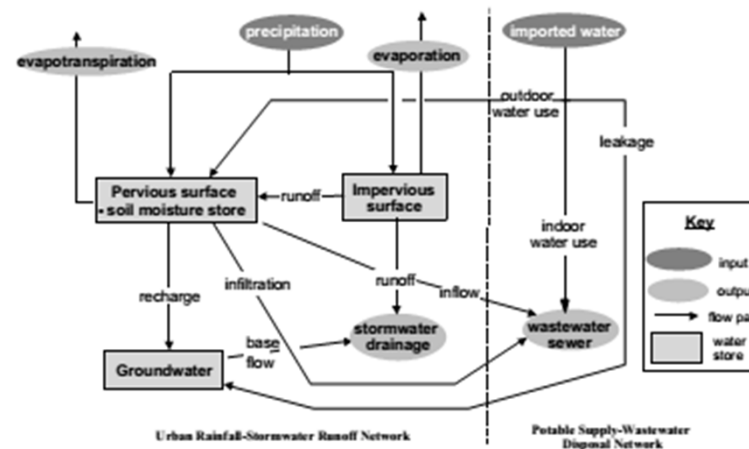 precipitation
imported water
evapotranspiration
evaporation
outdoor
water use
leakage
Pervious surface
- soil moisture store
runoff
Impervious
surface
indoor
water use
Key
input
outpu
flow pa
water
store
recharge
infiltration
runoff
inflow
stormwater
drainage
wastewater
sewer
base
flow
Groundwater
Urban Rainfall-Stormwater Runoff Network
Potable Supply-Wastewater
Disposal Network